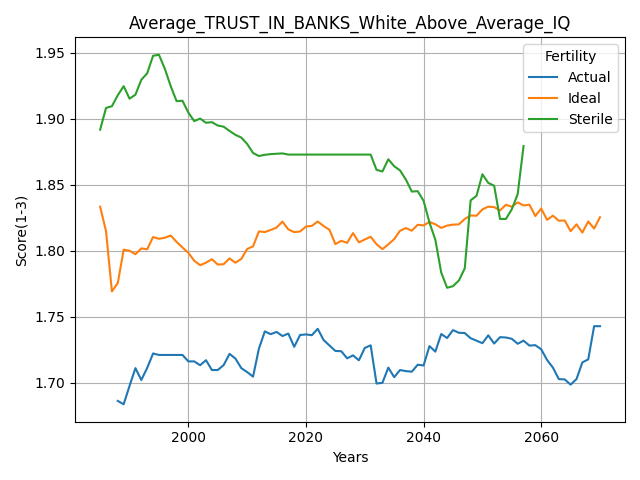 Average_TRUST_IN_BANKS_White_Above_Average_IQ
Fertility
Actual
Ideal
Sterile
Score(1-3)
1.95
1.90
1.85
1.80
1.75
1.70
2000
2020
2040
2060
Years